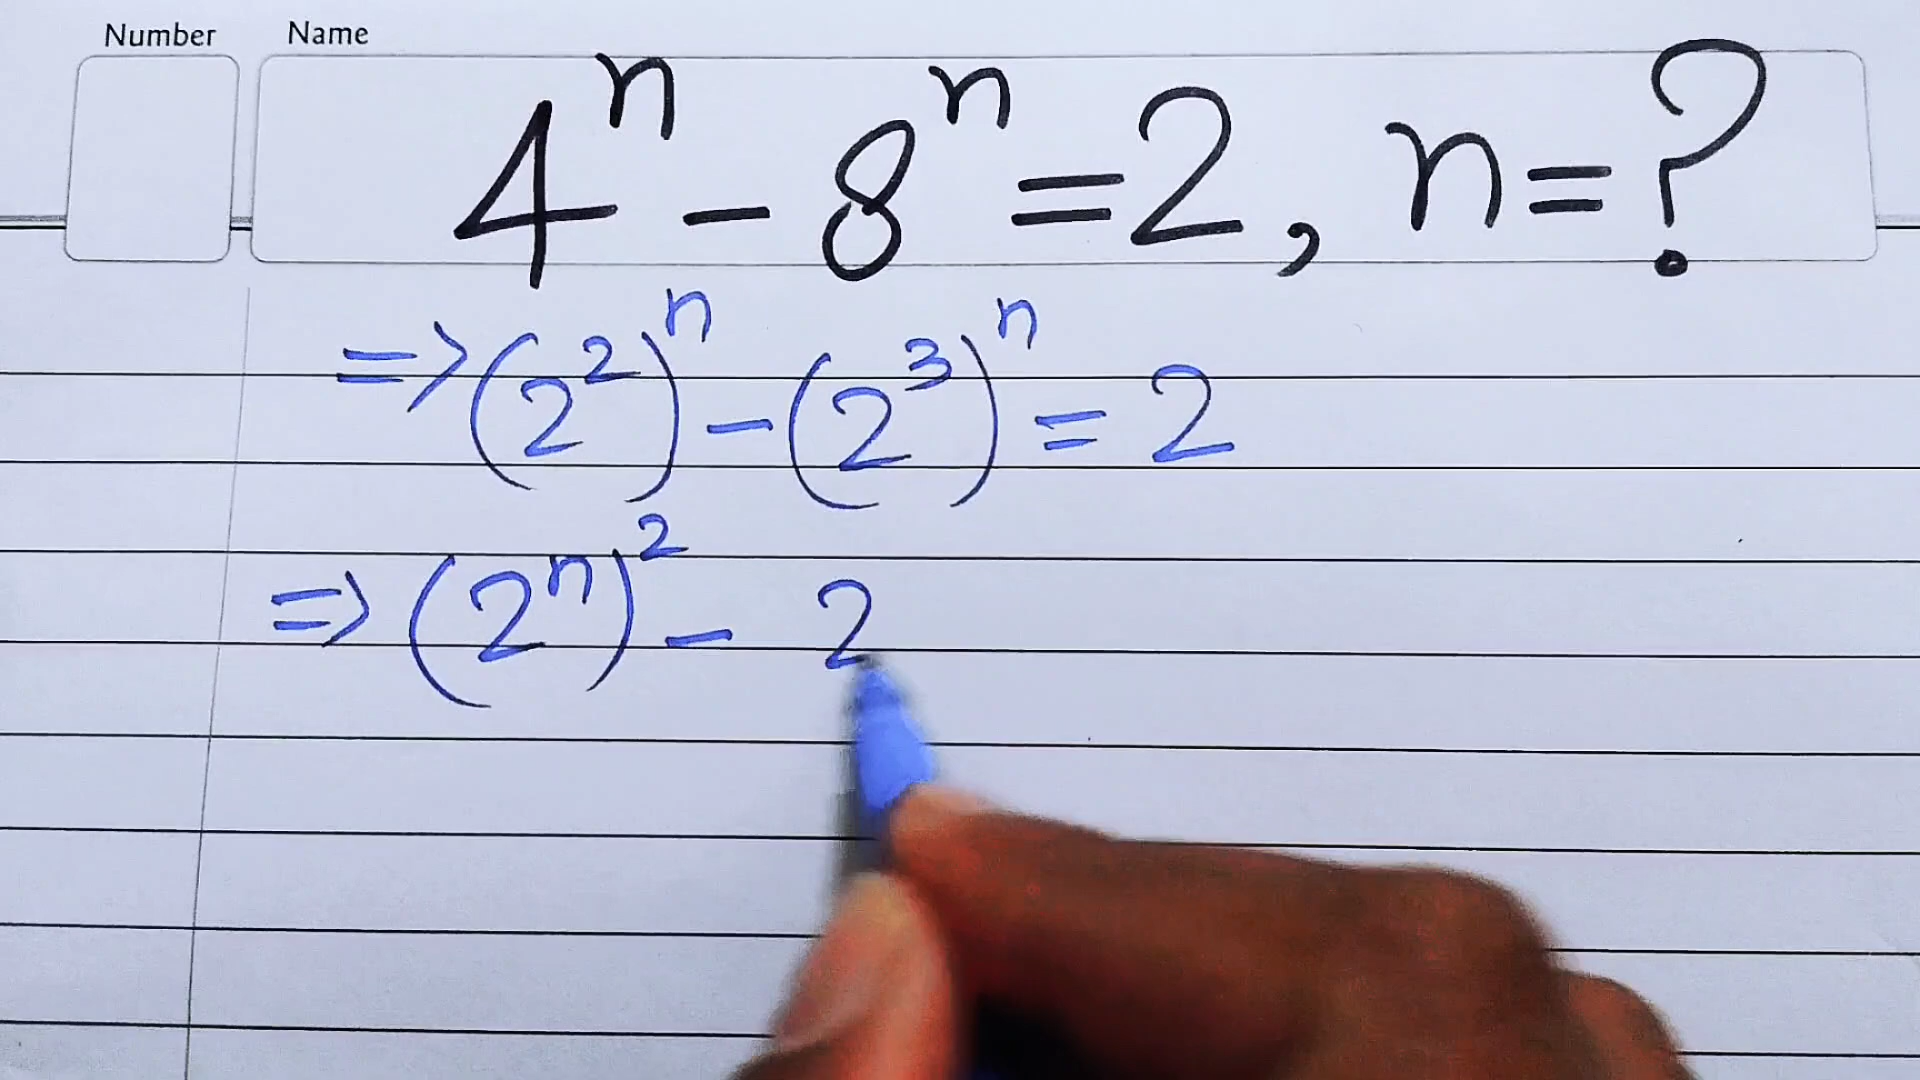 Number Name
4ⁿ - 8ⁿ = 2, n = ?
=> (2²)ⁿ - (2³)ⁿ = 2
=> (2ⁿ)² - 2